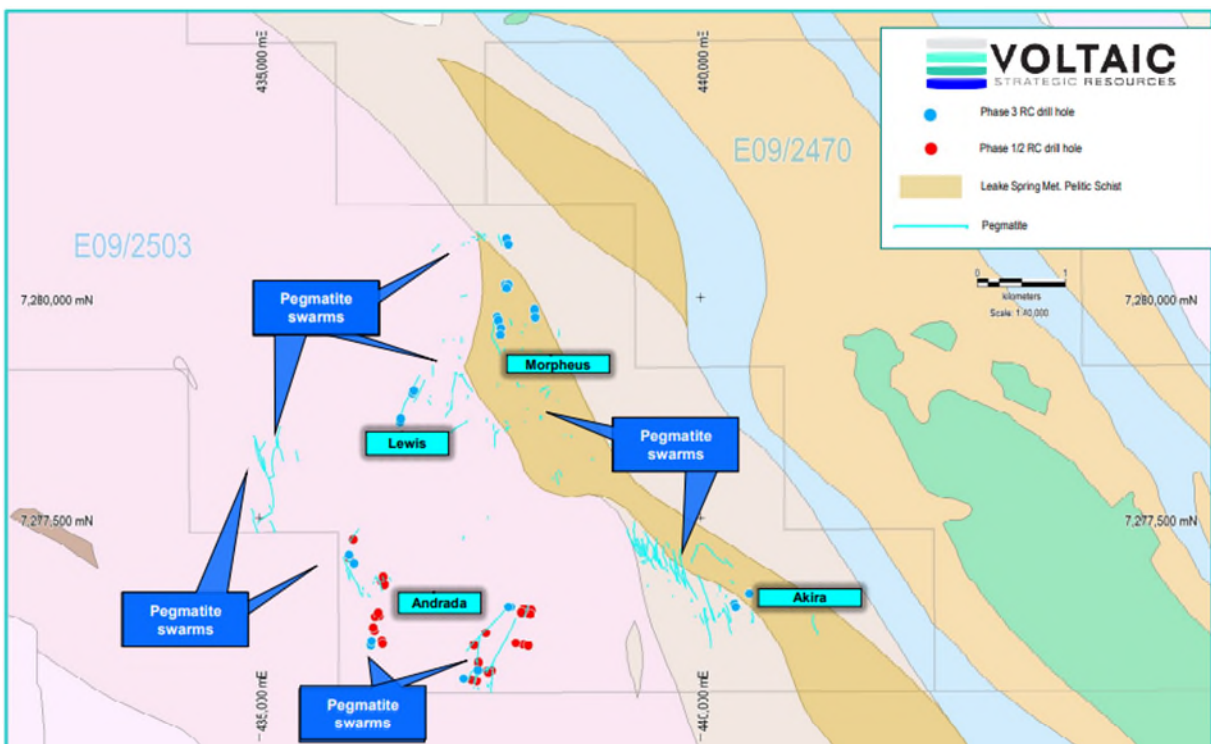 435,000 mE
440,000 mE
VOLTAIC
STRATEGIC RESOURCES
Phase 3 RC drill hole
Phase 1/2 RC drill hole
Leake Spring Met. Pelitic Schist
Pegmatite
E09/2470
E09/2503
0 1
kilometers
Scale: 1:40,000
7,280,000 mN
7,280,000 mN
Pegmatite
swarms
Morpheus
Lewis
Pegmatite
swarms
7,277,500 mN
7,277,500 mN
Pegmatite
swarms
Andrada
Akira
Pegmatite
swarms
435,000 mE
440,000 mE